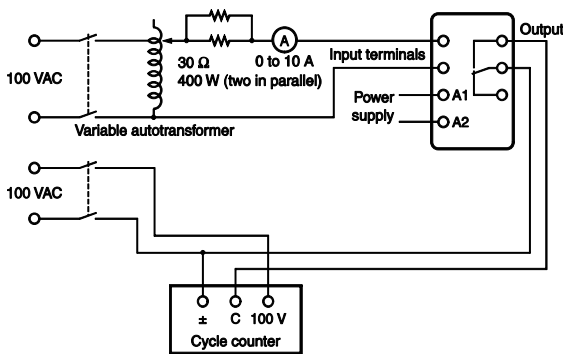 Output
A
30 Ω
0 to 10 A
Input terminals
100 VAC
400 W (two in parallel)
Power
supply
A1
A2
Variable autotransformer
100 VAC
± C 100 V
Cycle counter